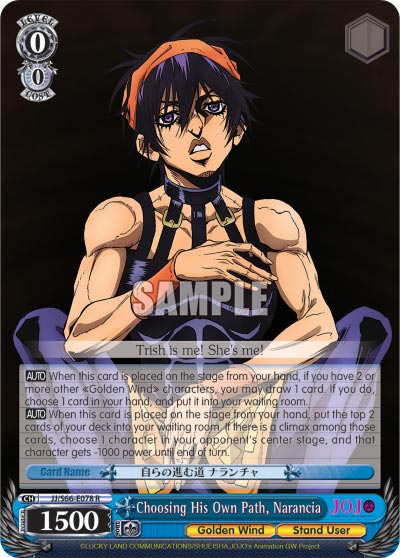 LEVEL
0
0
COST
SAMPLE
Trish is me! She's me!
AUTO When this card is placed on the stage from your hand, if you have 2 or
more other «Golden Wind» characters, you may draw 1 card. If you do,
choose 1 card in your hand, and put it into your waiting room.
AUTO When this card is placed on the stage from your hand, put the top 2
cards of your deck into your waiting room. If there is a climax among those
cards, choose 1 character in your opponent's center stage, and that
character gets -1000 power until end of turn.
Card Name
自らの進む道 ナランチャ
CH JJ/S66-E078 R
POWER
1500
SOUL
Choosing His Own Path, Narancia
JOJO
Golden Wind
Stand User
©LUCKY LAND COMMUNICATIONS/SHUEISHA,JOJO's Animation GW Project